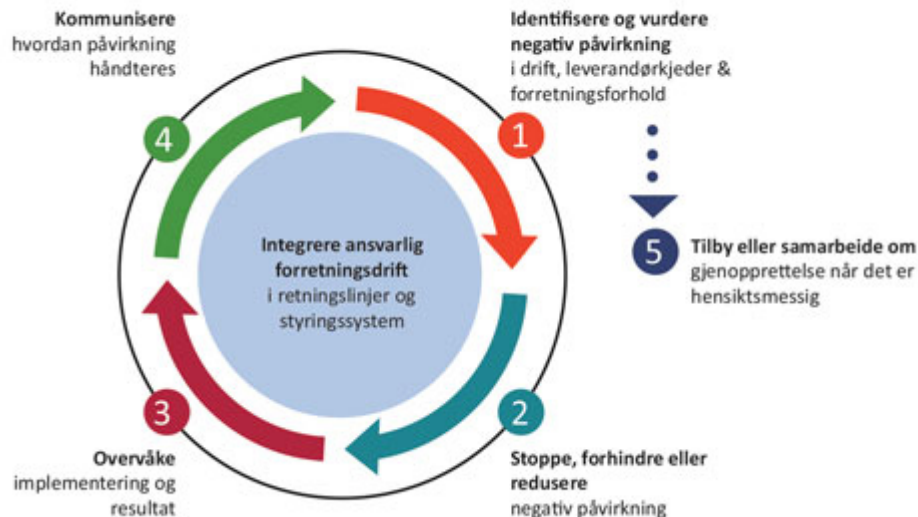 Kommunisere
hvordan påvirkning
håndteres
4
Identifisere og vurdere
negativ påvirkning
i drift, leverandørkjeder &
forretningsforhold
1
Integrere ansvarlig
forretningsdrift
i retningslinjer og
styringssystem
5
Tilby eller samarbeide om
gjenopprettelse når det er
hensiktsmessig
3
Overvåke
implementering og
resultat
2
Stoppe, forhindre eller
redusere
negativ påvirkning